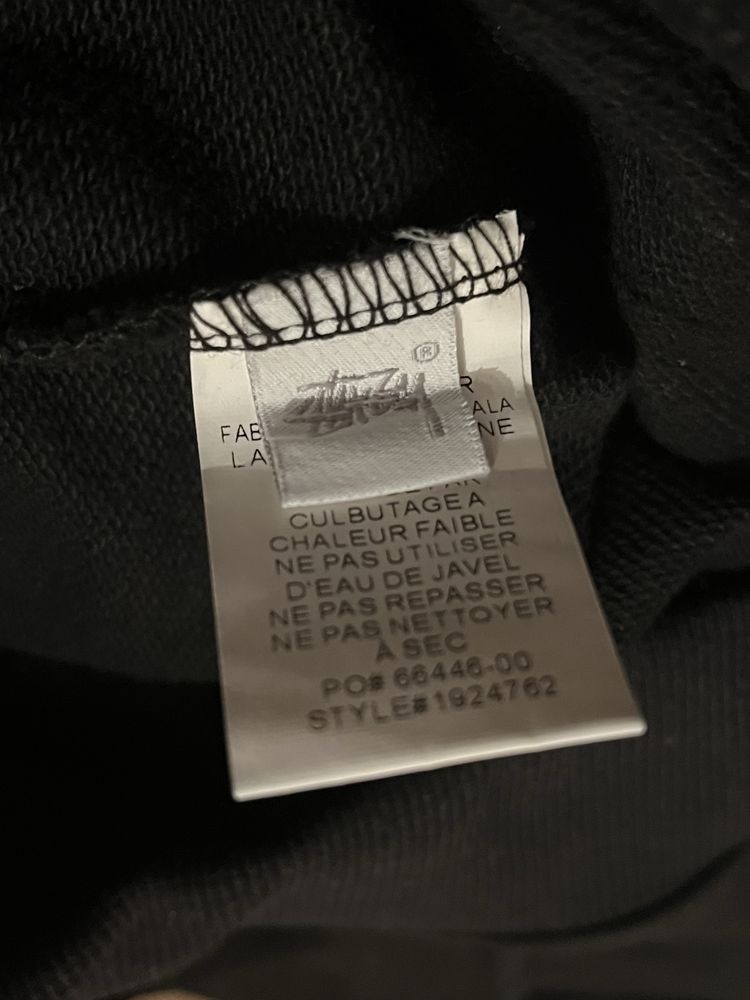 STÜSSY ®
R
FAB ALA
LA NE
CULBUTAGE A
CHALEUR FAIBLE
NE PAS UTILISER
D'EAU DE JAVEL
NE PAS REPASSER
NE PAS NETTOYER
À SEC
PO# 66446-00
STYLE#1924762